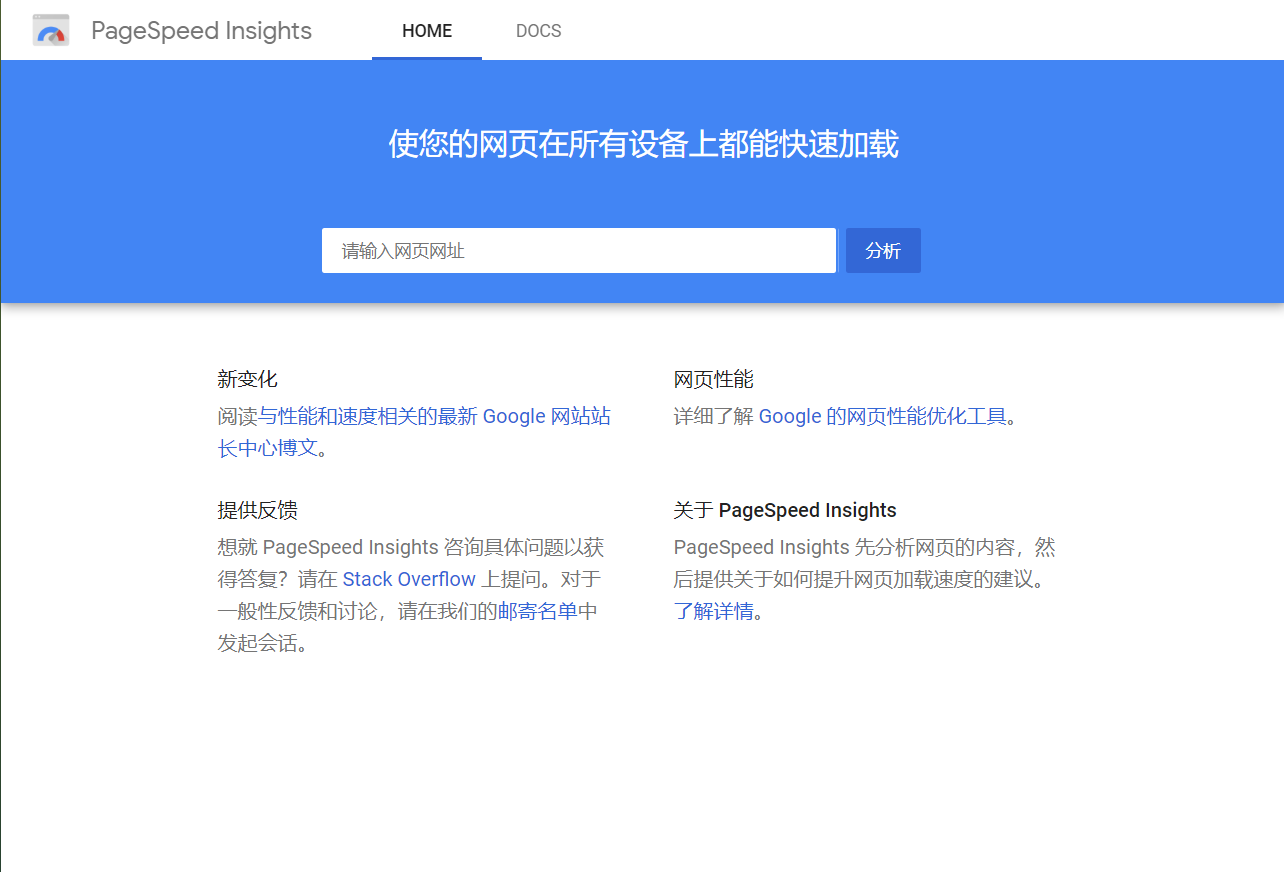 PageSpeed Insights
HOME
DOCS
使您的网页在所有设备上都能快速加载
请输入网页网址
分析
新变化
阅读与性能和速度相关的最新 Google 网站站
长中心博文。
网页性能
详细了解 Google 的网页性能优化工具。
提供反馈
想就 PageSpeed Insights 咨询具体问题以获
得答复？请在 Stack Overflow 上提问。对于
一般性反馈和讨论，请在我们的邮寄名单中
发起会话。
关于 PageSpeed Insights
PageSpeed Insights 先分析网页的内容，然
后提供关于如何提升网页加载速度的建议。
了解详情。